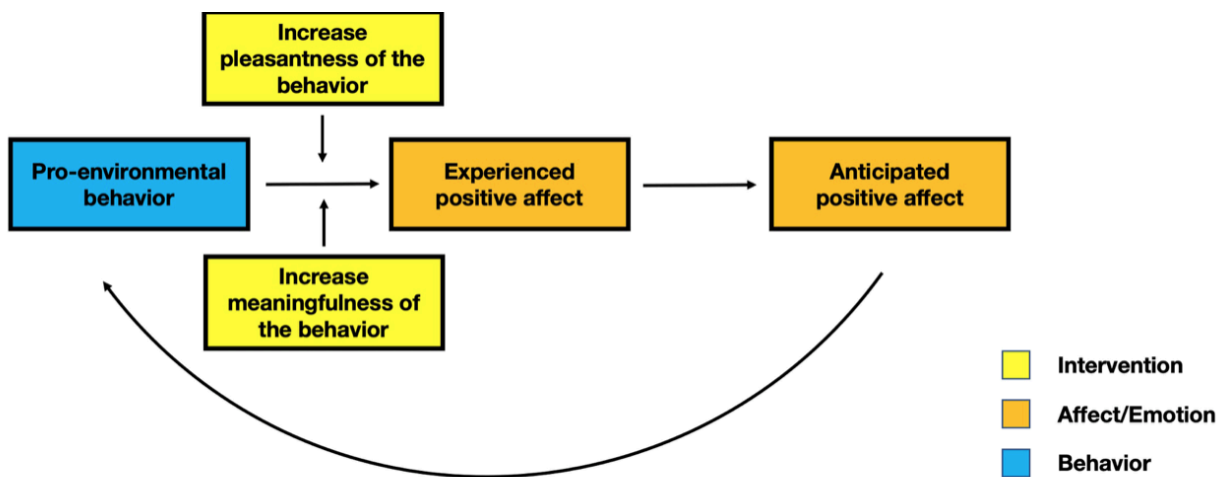 Increase
pleasantness of the
behavior
Pro-environmental
behavior
Experienced
positive affect
Anticipated
positive affect
Increase
meaningfulness of
the behavior
Intervention
Affect/Emotion
Behavior